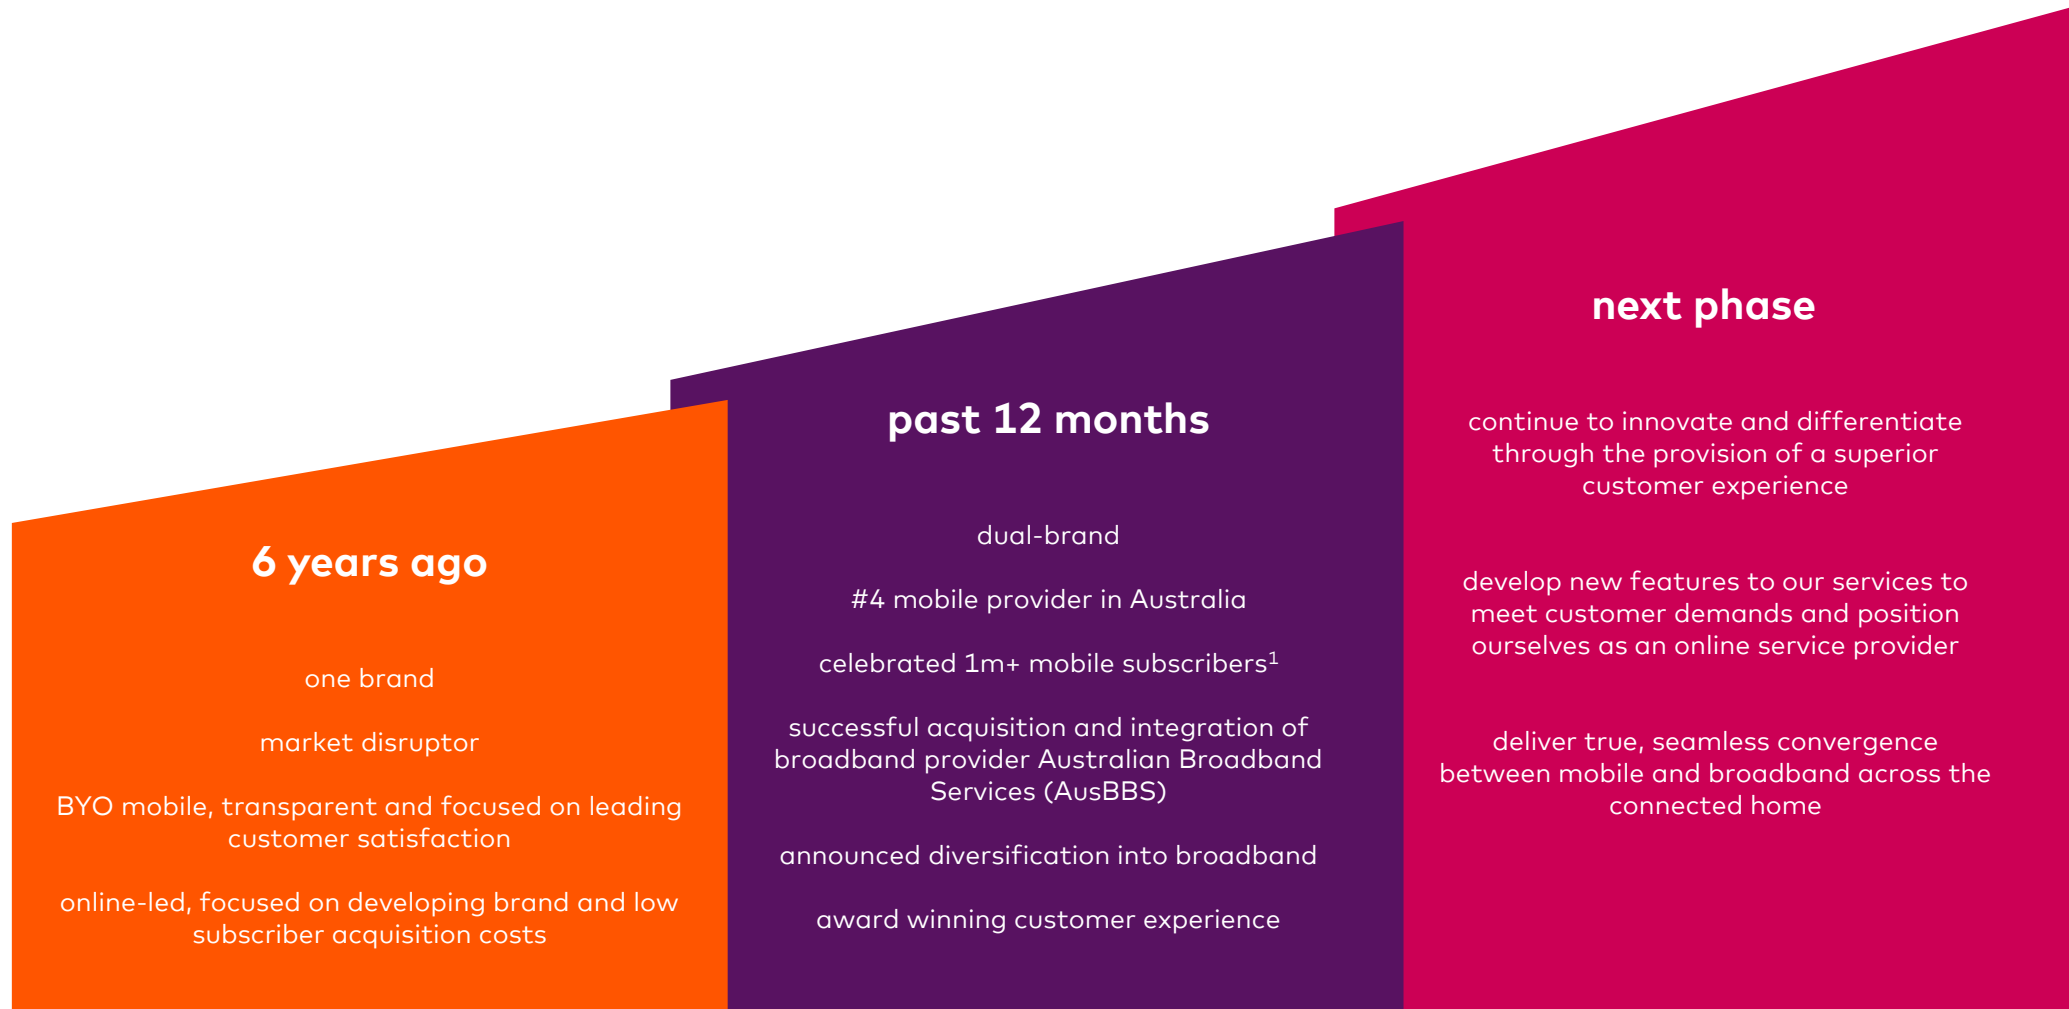 6 years ago
one brand
market disruptor
BYO mobile, transparent and focused on leading
customer satisfaction
online-led, focused on developing brand and low
subscriber acquisition costs
past 12 months
dual-brand
#4 mobile provider in Australia
celebrated 1m+ mobile subscribers¹
successful acquisition and integration of
broadband provider Australian Broadband
Services (AusBBS)
announced diversification into broadband
award winning customer experience
next phase
continue to innovate and differentiate
through the provision of a superior
customer experience
develop new features to our services to
meet customer demands and position
ourselves as an online service provider
deliver true, seamless convergence
between mobile and broadband across the
connected home